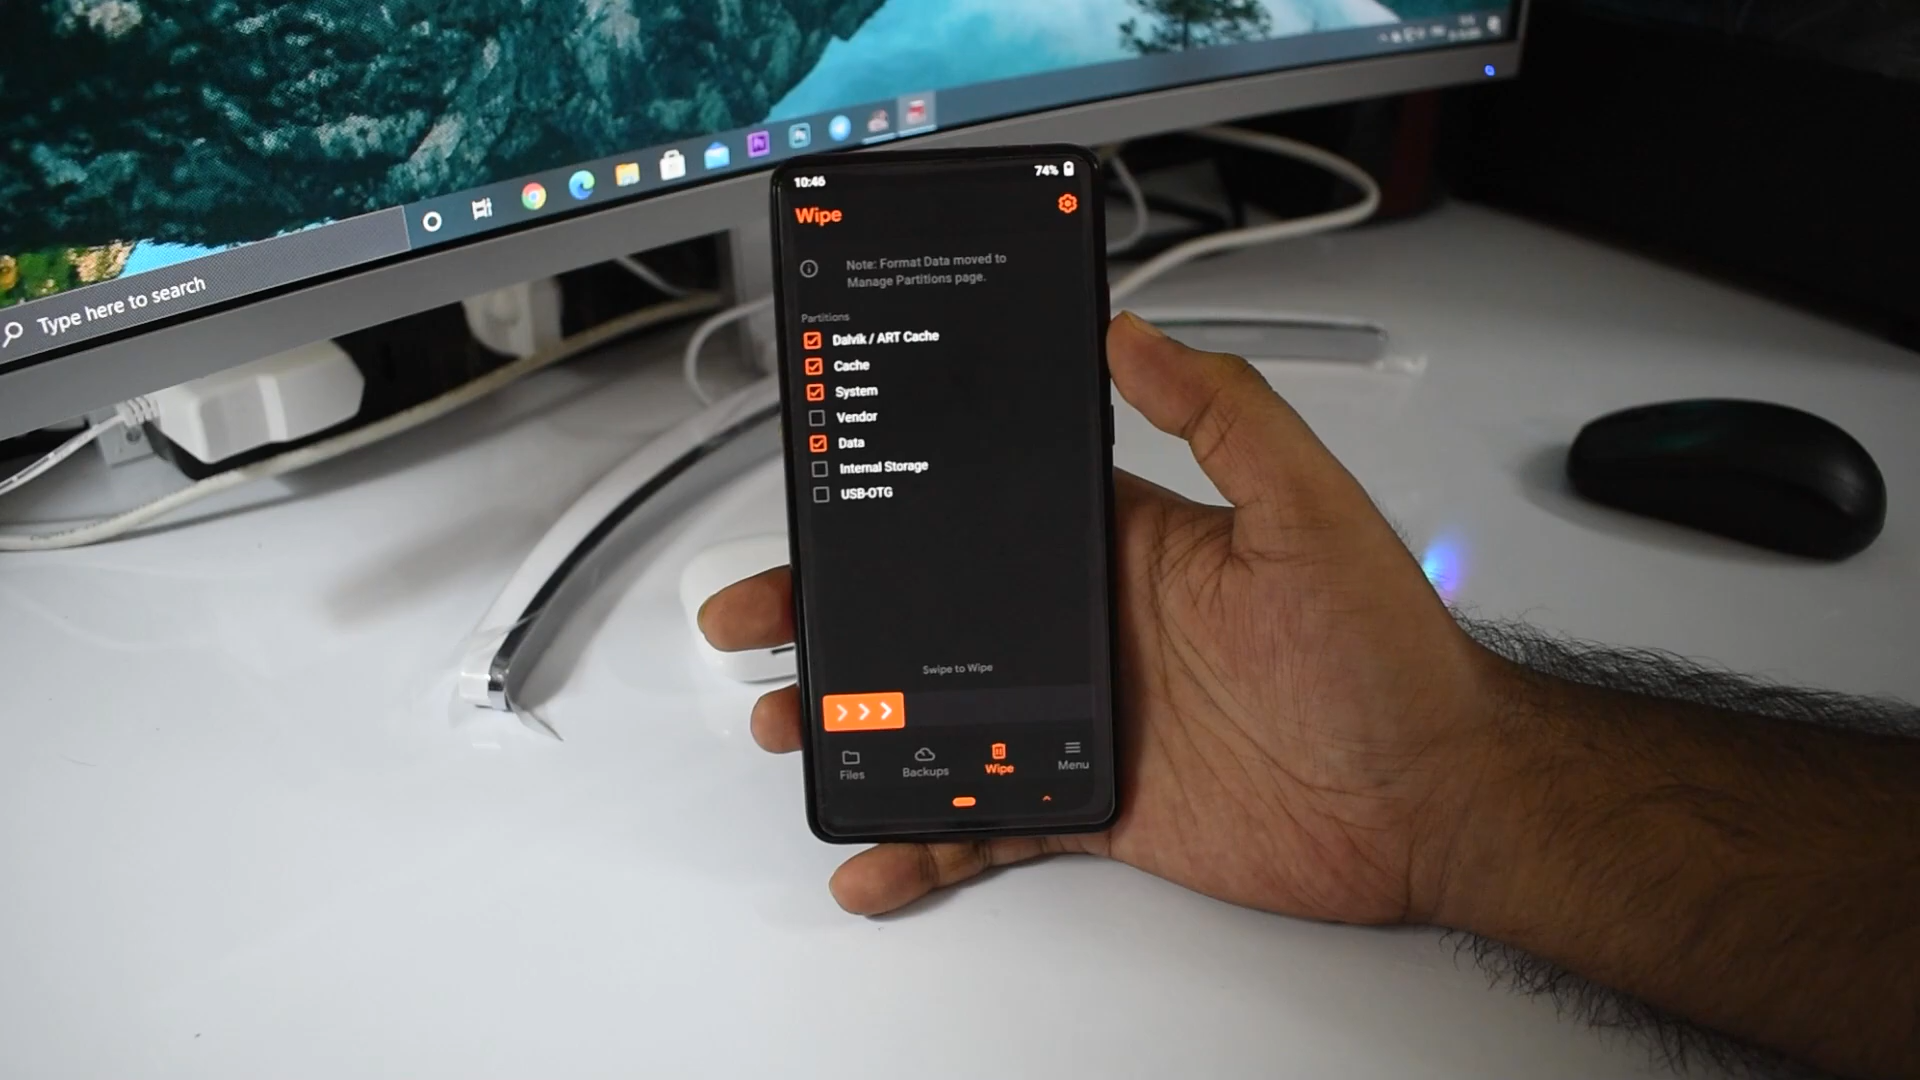 Type here to search
10:46
74%
Wipe
Note: Format Data moved to
Manage Partitions page.
Partitions
Dalvik / ART Cache
Cache
System
Vendor
Data
Internal Storage
USB-OTG
Swipe to Wipe
Files
Backups
Wipe
Menu